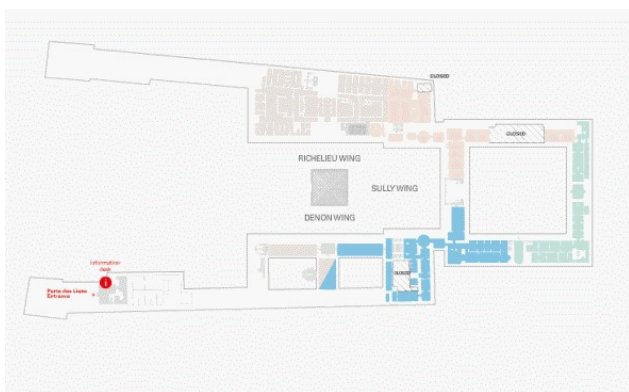 CLOSED
CLOSED
RICHELIEU WING
SULLY WING
DENON WING
CLOSED
Information
desk
i
Porte des Lions
Entrance